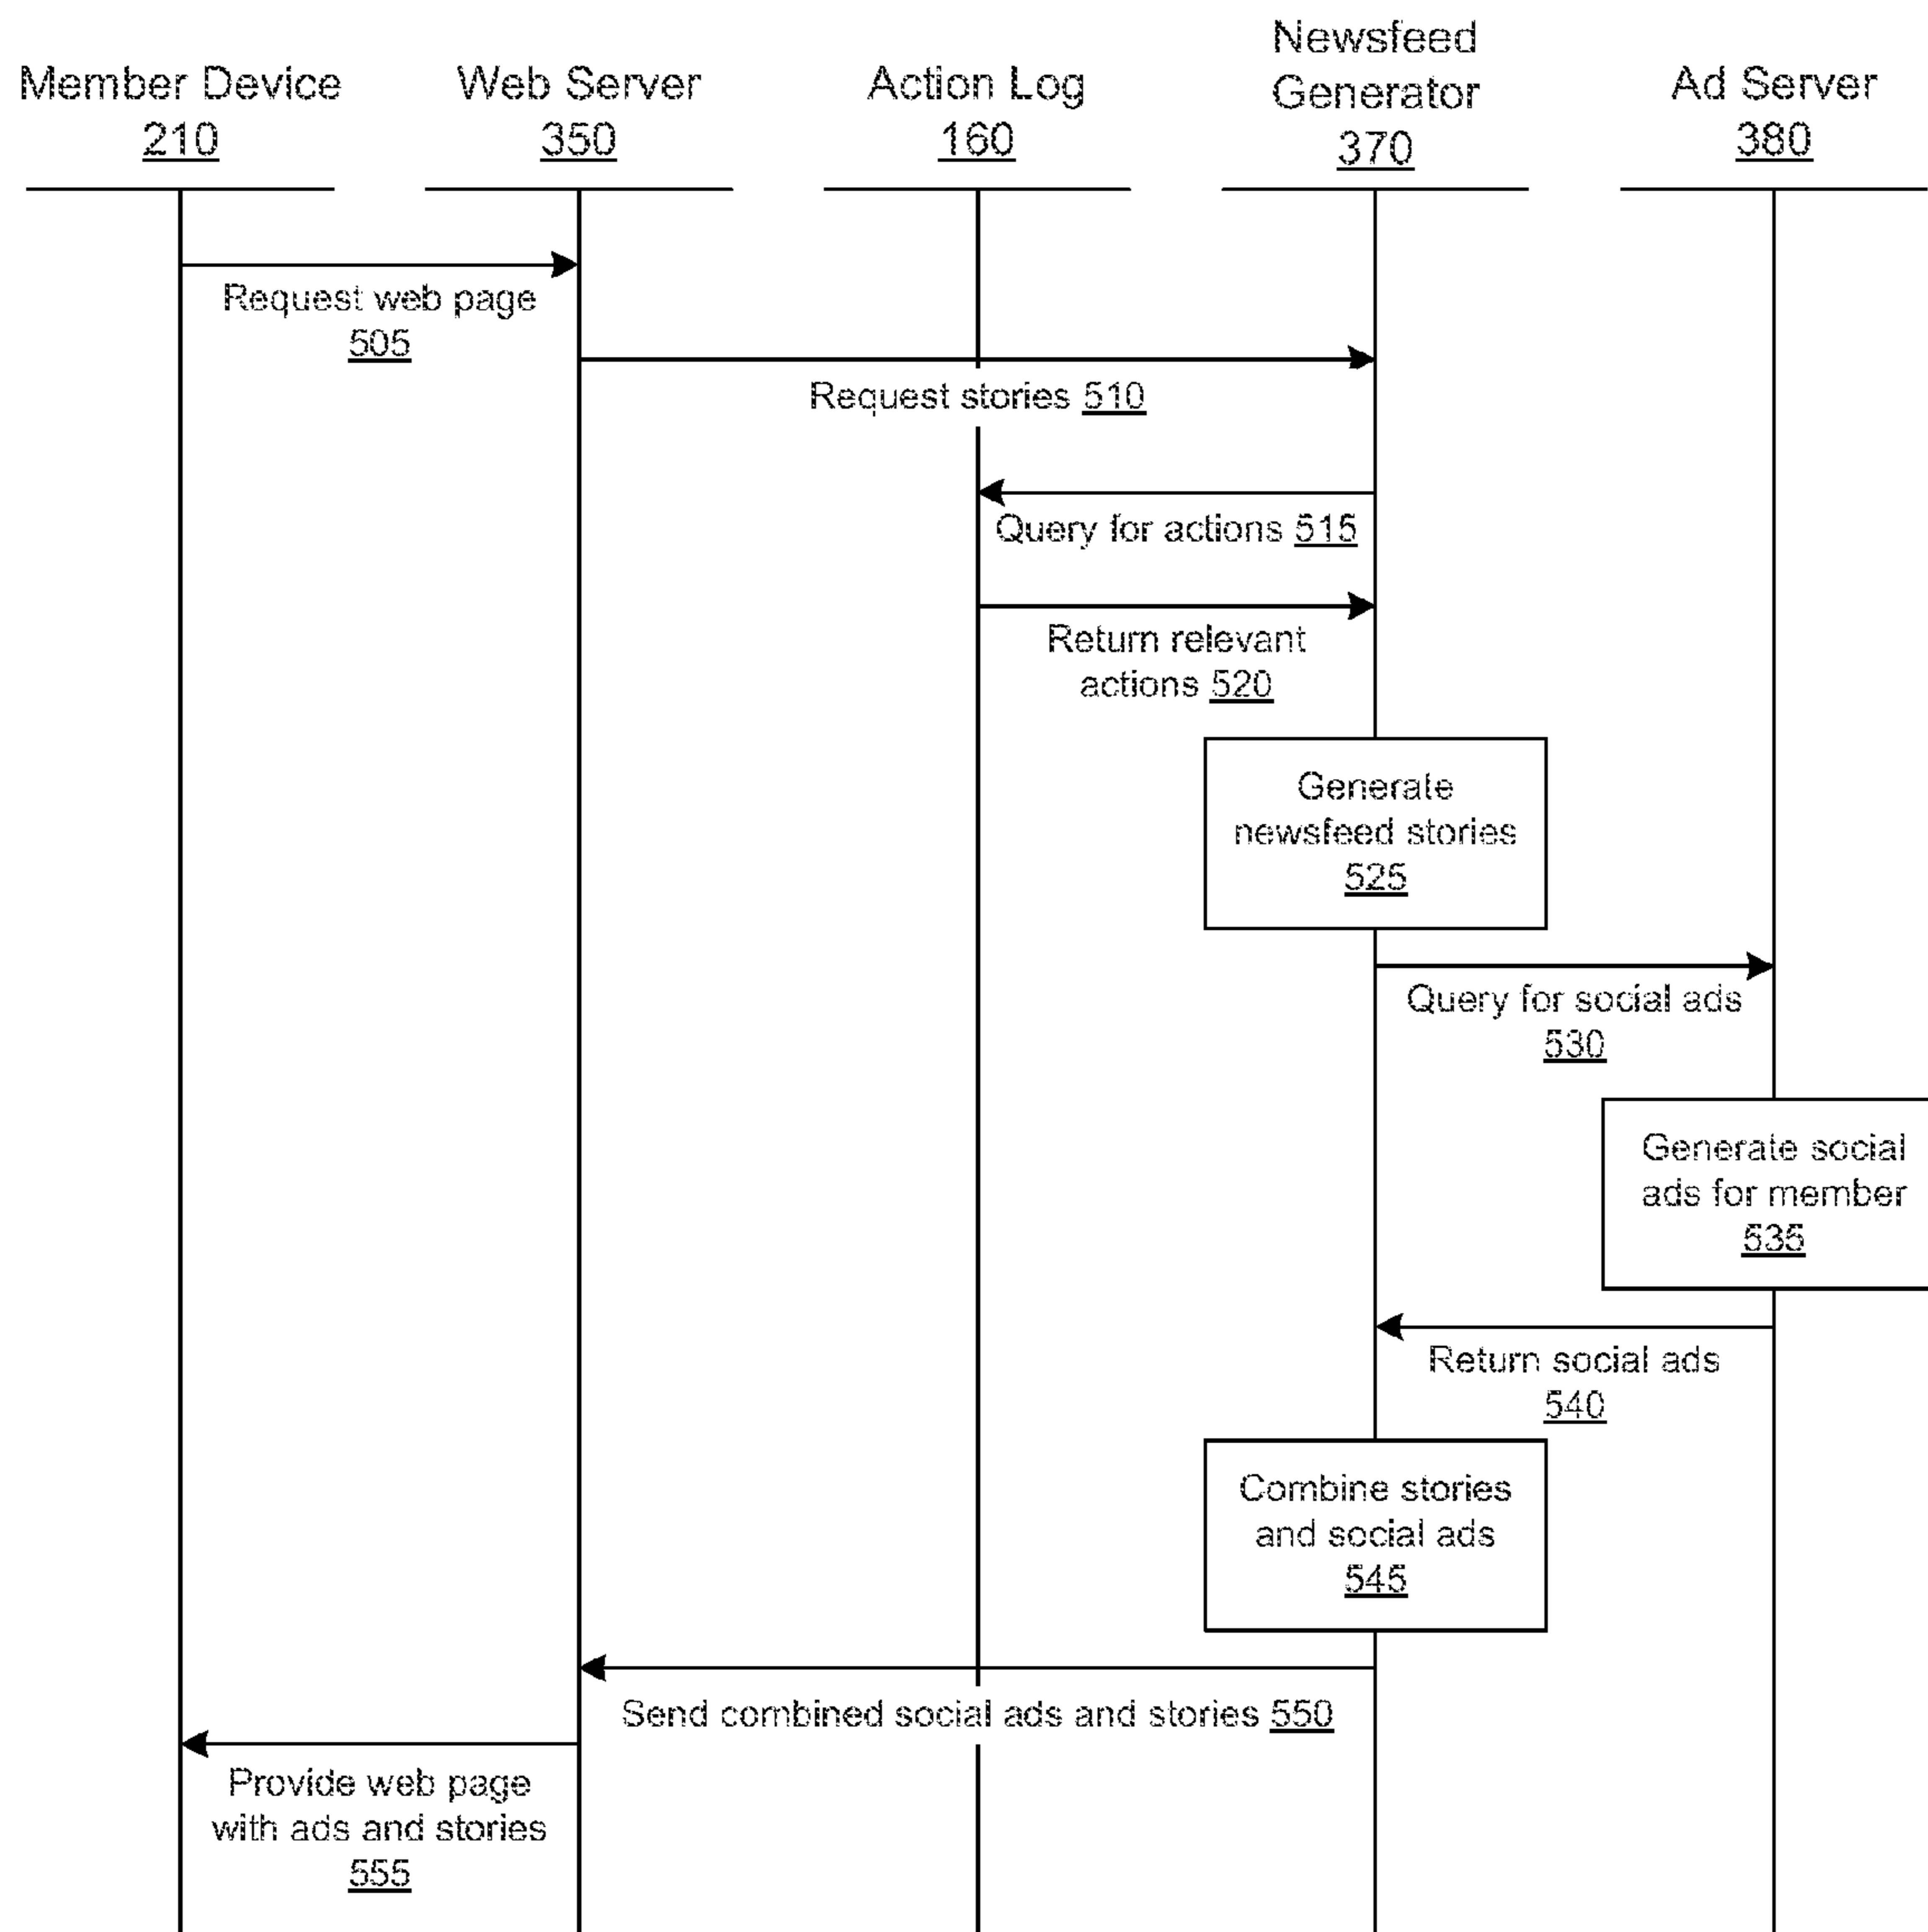 Member Device
210
Web Server
350
Action Log
160
Newsfeed
Generator
370
Ad Server
380
Request web page
505
Request stories 510
Query for actions 515
Return relevant
actions 520
Generate
newsfeed stories
525
Query for social ads
530
Generate social
ads for member
535
Return social ads
540
Combine stories
and social ads
545
Send combined social ads and stories 550
Provide web page
with ads and stories
555